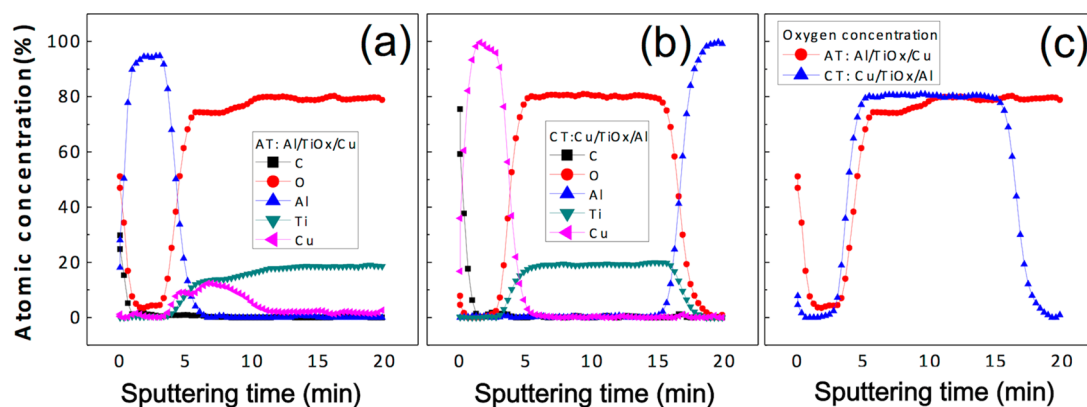 Atomic concentration(%)
100
80
60
40
20
0
(a)
AT: Al/TiOx/Cu
C
O
Al
Ti
Cu
0
5
10
15
20
Sputtering time (min)
(b)
CT:Cu/TiOx/Al
C
O
Al
Ti
Cu
0
5
10
15
20
Sputtering time (min)
(c)
Oxygen concentration
AT: Al/TiOx/Cu
CT: Cu/TiOx/Al
0
5
10
15
20
Sputtering time (min)